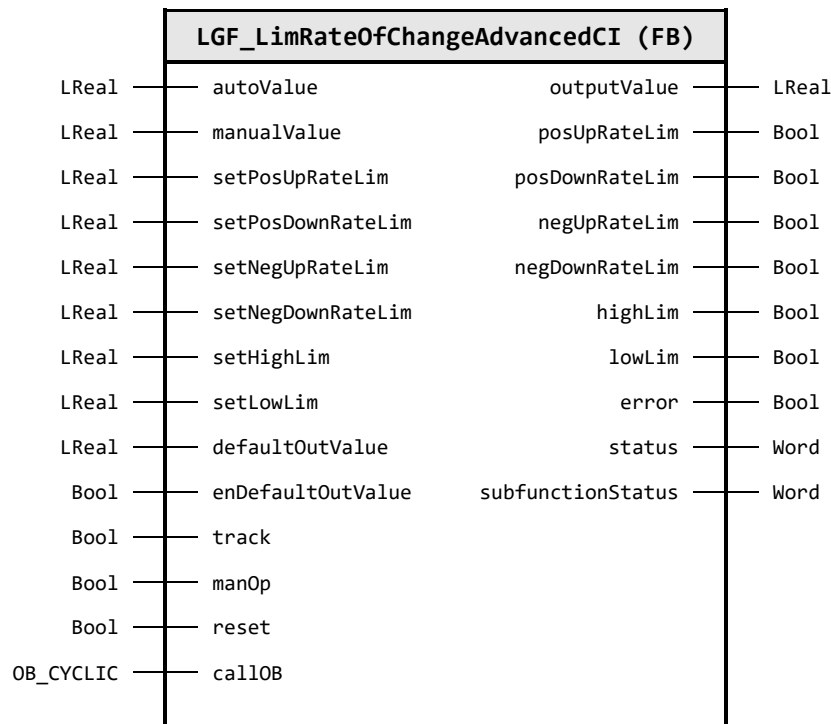 LGF_LimRateOfChangeAdvancedCI (FB)
LReal autoValue outputValue LReal
LReal manualValue posUpRateLim Bool
LReal setPosUpRateLim posDownRateLim Bool
LReal setPosDownRateLim negUpRateLim Bool
LReal setNegUpRateLim negDownRateLim Bool
LReal setNegDownRateLim highLim Bool
LReal setHighLim lowLim Bool
LReal setLowLim error Bool
LReal defaultOutValue status Word
Bool enDefaultOutValue subfunctionStatus Word
Bool track
Bool manOp
Bool reset
OB_CYCLIC callOB